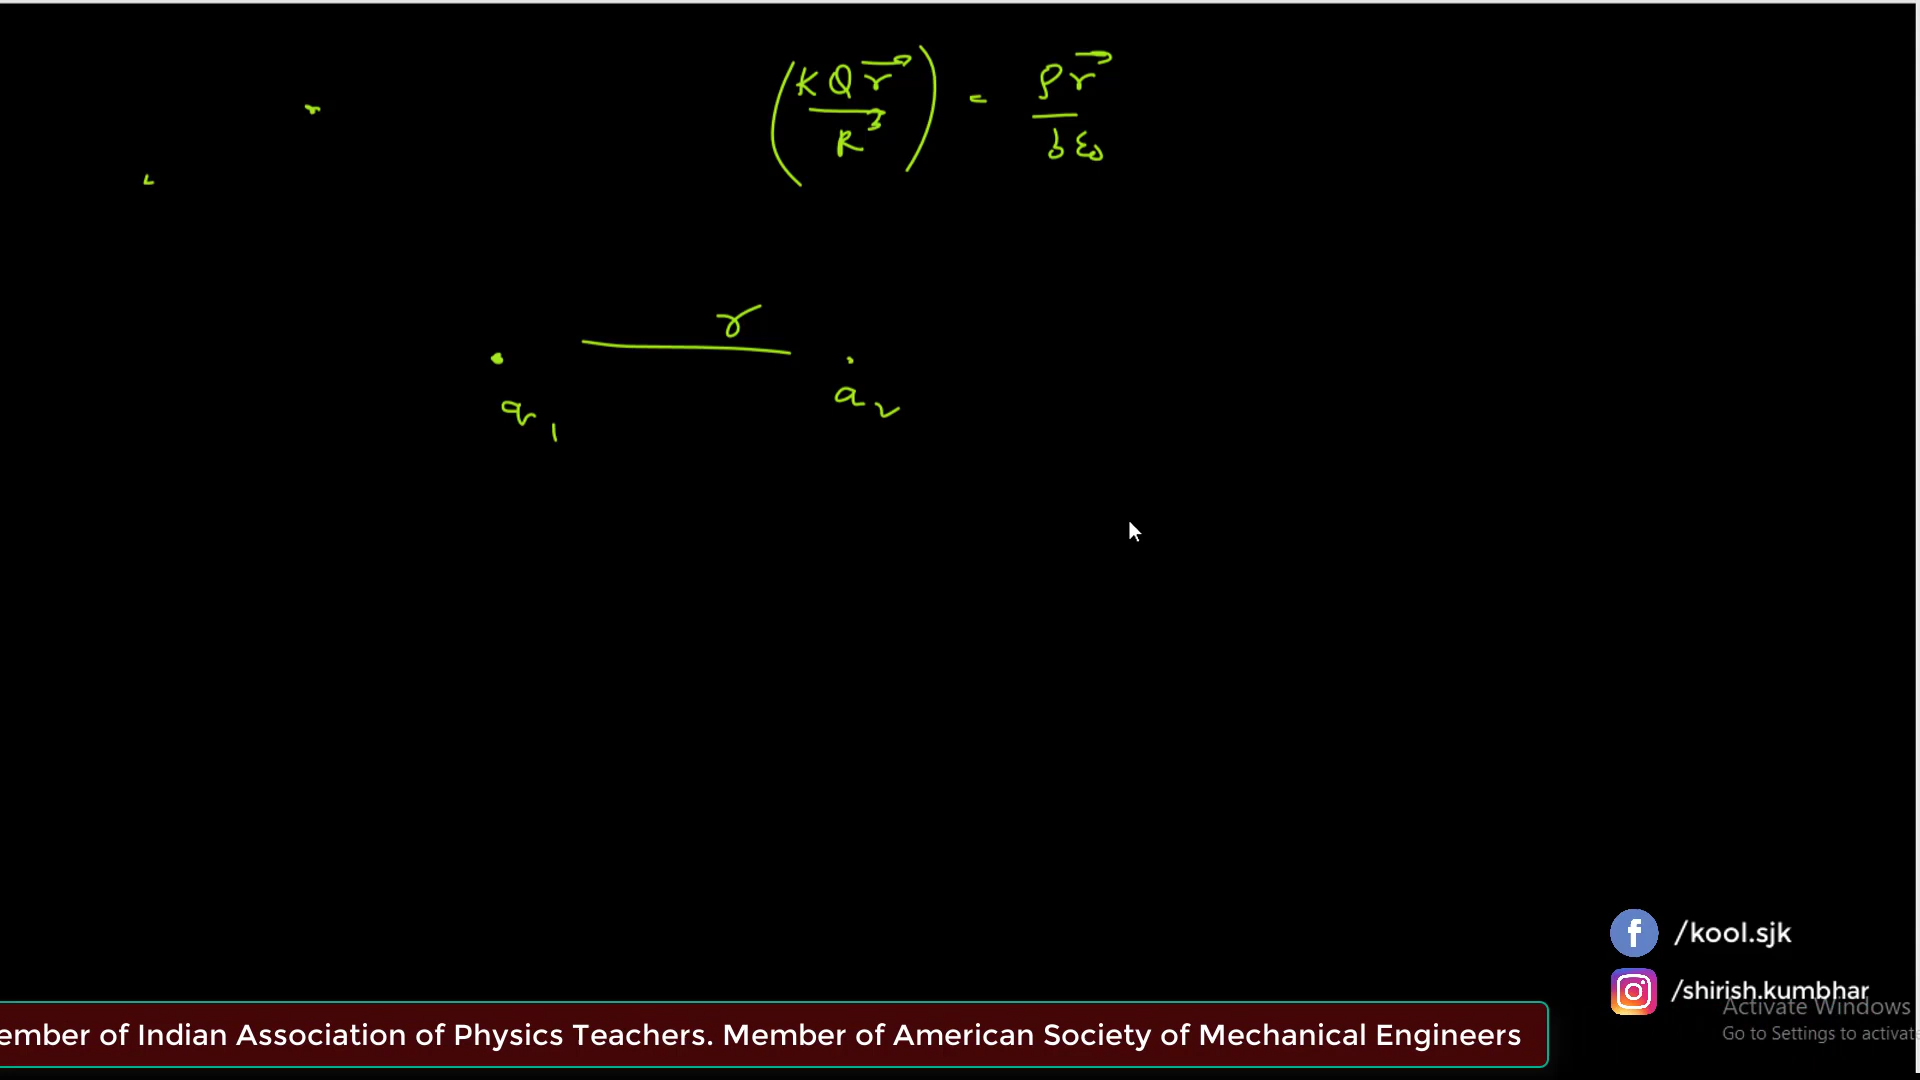 (KQr⃗/R³) = ρr⃗/3ε₀
r
q₁ q₂
/kool.sjk
/shirish.kumbhar
Activate Windows
Go to Settings to activat
ember of Indian Association of Physics Teachers. Member of American Society of Mechanical Engineers